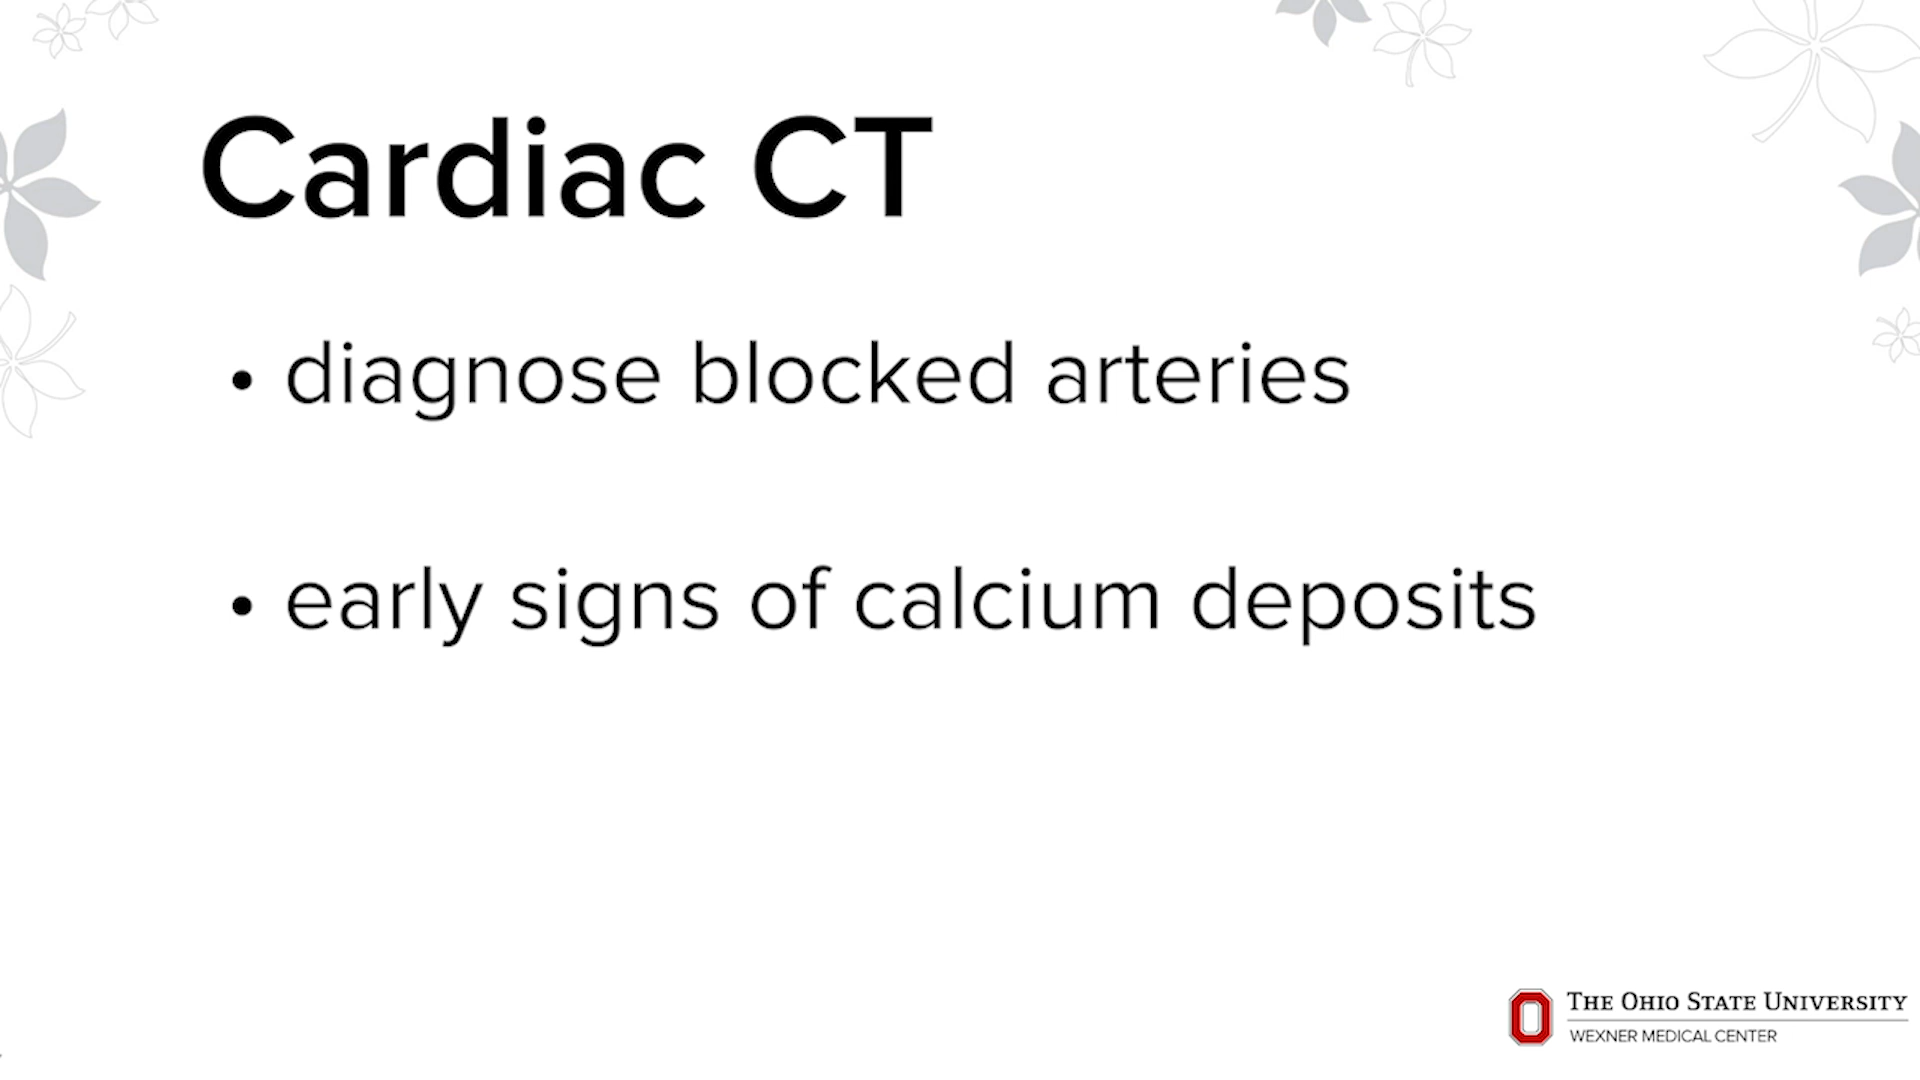 Cardiac CT
• diagnose blocked arteries
• early signs of calcium deposits
THE OHIO STATE UNIVERSITY
WEXNER MEDICAL CENTER